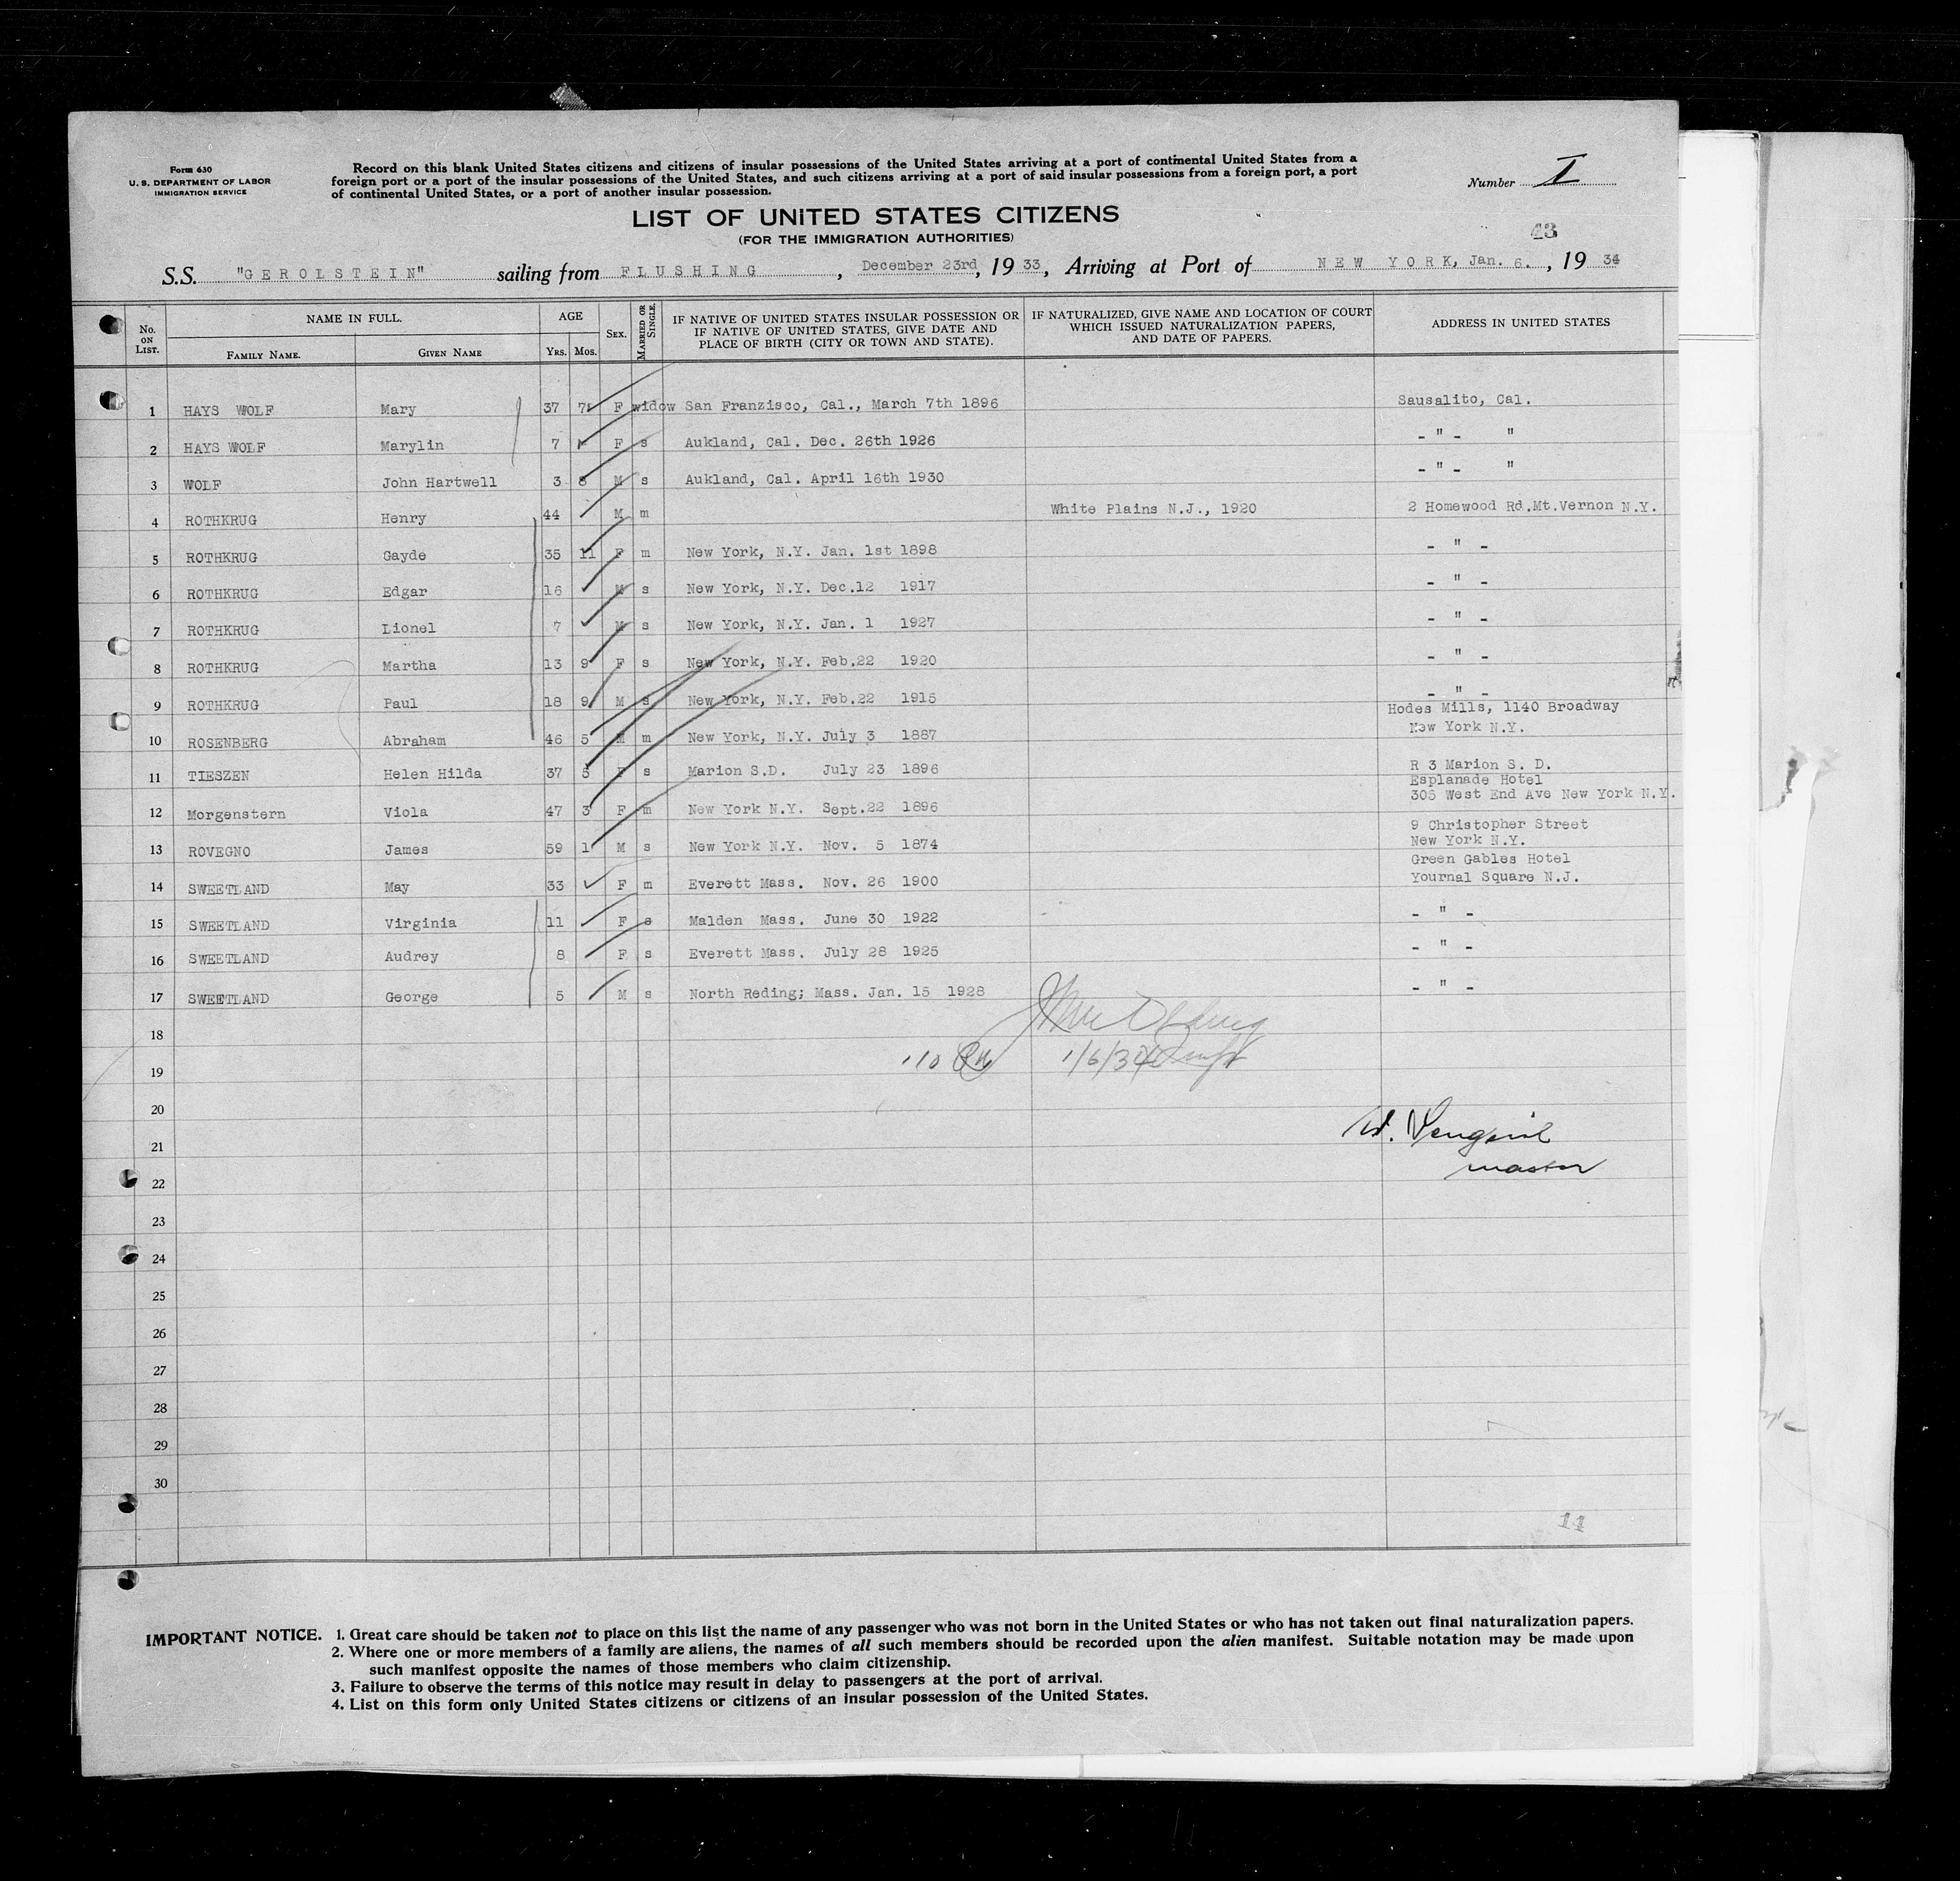 Form 630
U. S. DEPARTMENT OF LABOR
IMMIGRATION SERVICE
Record on this blank United States citizens and citizens of insular possessions of the United States arriving at a port of continental United States from a
foreign port or a port of the insular possessions of the United States, and such citizens arriving at a port of said insular possessions from a foreign port, a port
of continental United States, or a port of another insular possession.
Number I
LIST OF UNITED STATES CITIZENS
(FOR THE IMMIGRATION AUTHORITIES)
43
S.S. "GEROLSTEIN" sailing from FLUSHING, December 23rd, 1933, Arriving at Port of NEW YORK, Jan. 6., 1934
No. ON LIST. NAME IN FULL. AGE SEX. MARRIED OR SINGLE. IF NATIVE OF UNITED STATES INSULAR POSSESSION OR IF NATIVE OF UNITED STATES, GIVE DATE AND PLACE OF BIRTH (CITY OR TOWN AND STATE). IF NATURALIZED, GIVE NAME AND LOCATION OF COURT WHICH ISSUED NATURALIZATION PAPERS, AND DATE OF PAPERS. ADDRESS IN UNITED STATES
FAMILY NAME. GIVEN NAME YRS. MOS.
1 HAYS WOLF Mary 37 F widow San Franzisco, Cal., March 7th 1896 Sausalito, Cal.
2 HAYS WOLF Marylin 7 F s Aukland, Cal. Dec. 26th 1926 - " - "
3 WOLF John Hartwell 3 8 M s Aukland, Cal. April 16th 1930 - " - "
4 ROTHKRUG Henry 44 M m White Plains N.J., 1920 2 Homewood Rd.Mt.Vernon N.Y.
5 ROTHKRUG Gayde 35 11 F m New York, N.Y. Jan. 1st 1898 - " -
6 ROTHKRUG Edgar 16 M s New York, N.Y. Dec.12 1917 - " -
7 ROTHKRUG Lionel 7 M s New York, N.Y. Jan. 1 1927 - " -
8 ROTHKRUG Martha 13 9 F s New York, N.Y. Feb.22 1920 - " -
9 ROTHKRUG Paul 18 9 M s New York, N.Y. Feb.22 1915 - " -
Hodes Mills, 1140 Broadway
10 ROSENBERG Abraham 46 5 M m New York, N.Y. July 3 1887 New York N.Y.
11 TIESZEN Helen Hilda 37 5 F s Marion S.D. July 23 1896 R 3 Marion S. D.
Esplanade Hotel
12 Morgenstern Viola 47 3 F m New York N.Y. Sept.22 1896 305 West End Ave New York N.Y.
9 Christopher Street
13 ROVEGNO James 59 1 M s New York N.Y. Nov. 5 1874 New York N.Y.
Green Gables Hotel
14 SWEETLAND May 33 F m Everett Mass. Nov. 26 1900 Yournal Square N.J.
15 SWEETLAND Virginia 11 F s Malden Mass. June 30 1922 - " -
16 SWEETLAND Audrey 8 F s Everett Mass. July 28 1925 - " -
17 SWEETLAND George 5 M s North Reding; Mass. Jan. 15 1928 - " -
18
19 1/6/34
20
21
master
22
23
24
25
26
27
28
29
30
IMPORTANT NOTICE. 1. Great care should be taken not to place on this list the name of any passenger who was not born in the United States or who has not taken out final naturalization papers.
2. Where one or more members of a family are aliens, the names of all such members should be recorded upon the alien manifest. Suitable notation may be made upon
such manifest opposite the names of those members who claim citizenship.
3. Failure to observe the terms of this notice may result in delay to passengers at the port of arrival.
4. List on this form only United States citizens or citizens of an insular possession of the United States.